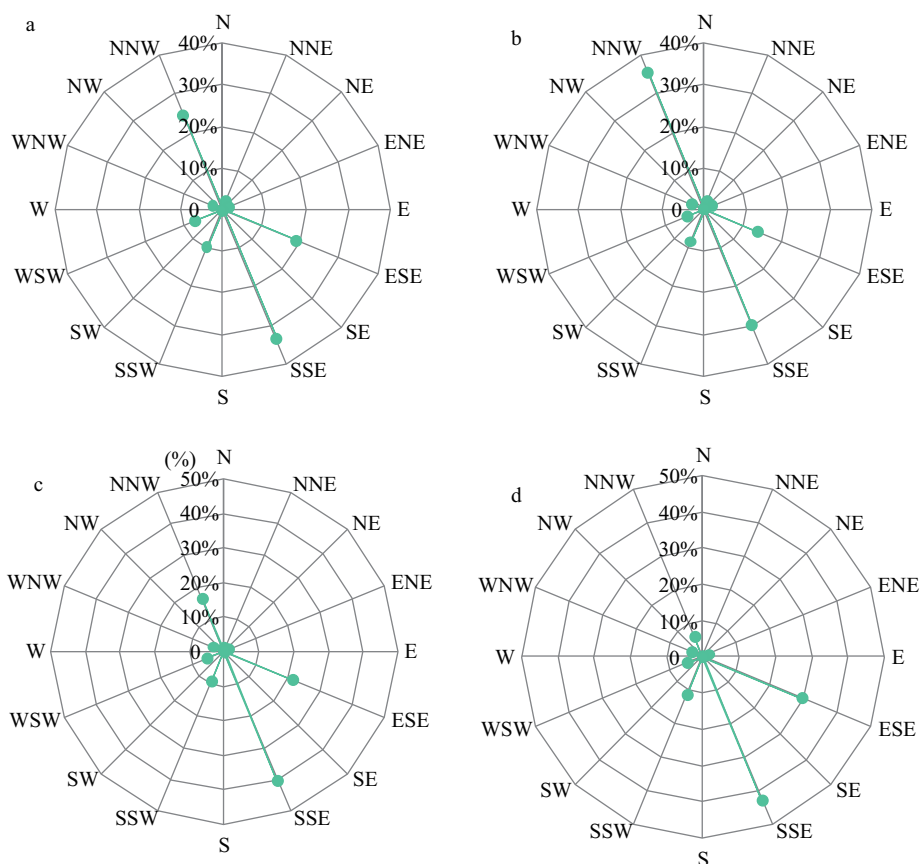 a
N
NNW
NNE
NW
NE
WNW
ENE
W
E
WSW
ESE
SW
SE
SSW
SSE
S
40%
30%
20%
10%
0
b
N
NNW
NNE
NW
NE
WNW
ENE
W
E
WSW
ESE
SW
SE
SSW
SSE
S
40%
30%
20%
10%
0
c
(%)
N
NNW
NNE
NW
NE
WNW
ENE
W
E
WSW
ESE
SW
SE
SSW
SSE
S
50%
40%
30%
20%
10%
0
d
N
NNW
NNE
NW
NE
WNW
ENE
W
E
WSW
ESE
SW
SE
SSW
SSE
S
50%
40%
30%
20%
10%
0